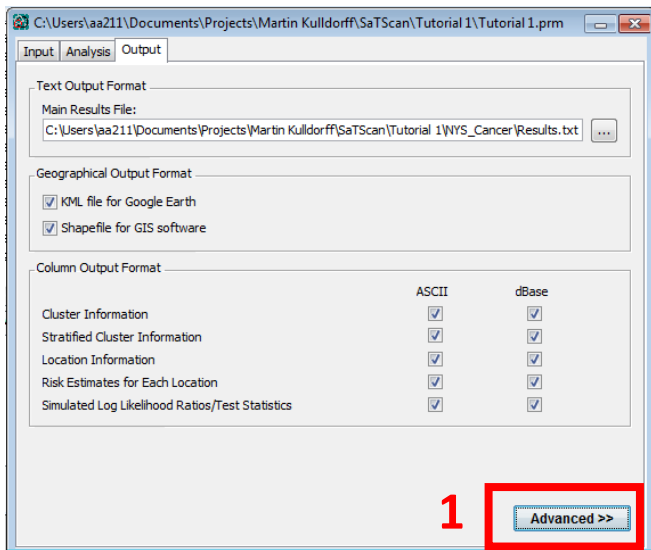 C:\Users\aa211\Documents\Projects\Martin Kulldorff\SaTScan\Tutorial 1\Tutorial 1.prm
Input Analysis Output
Text Output Format
Main Results File:
C:\Users\aa211\Documents\Projects\Martin Kulldorff\SaTScan\Tutorial 1\NYS_Cancer\Results.txt ...
Geographical Output Format
KML file for Google Earth
Shapefile for GIS software
Column Output Format
ASCII dBase
Cluster Information
Stratified Cluster Information
Location Information
Risk Estimates for Each Location
Simulated Log Likelihood Ratios/Test Statistics
1 Advanced >>